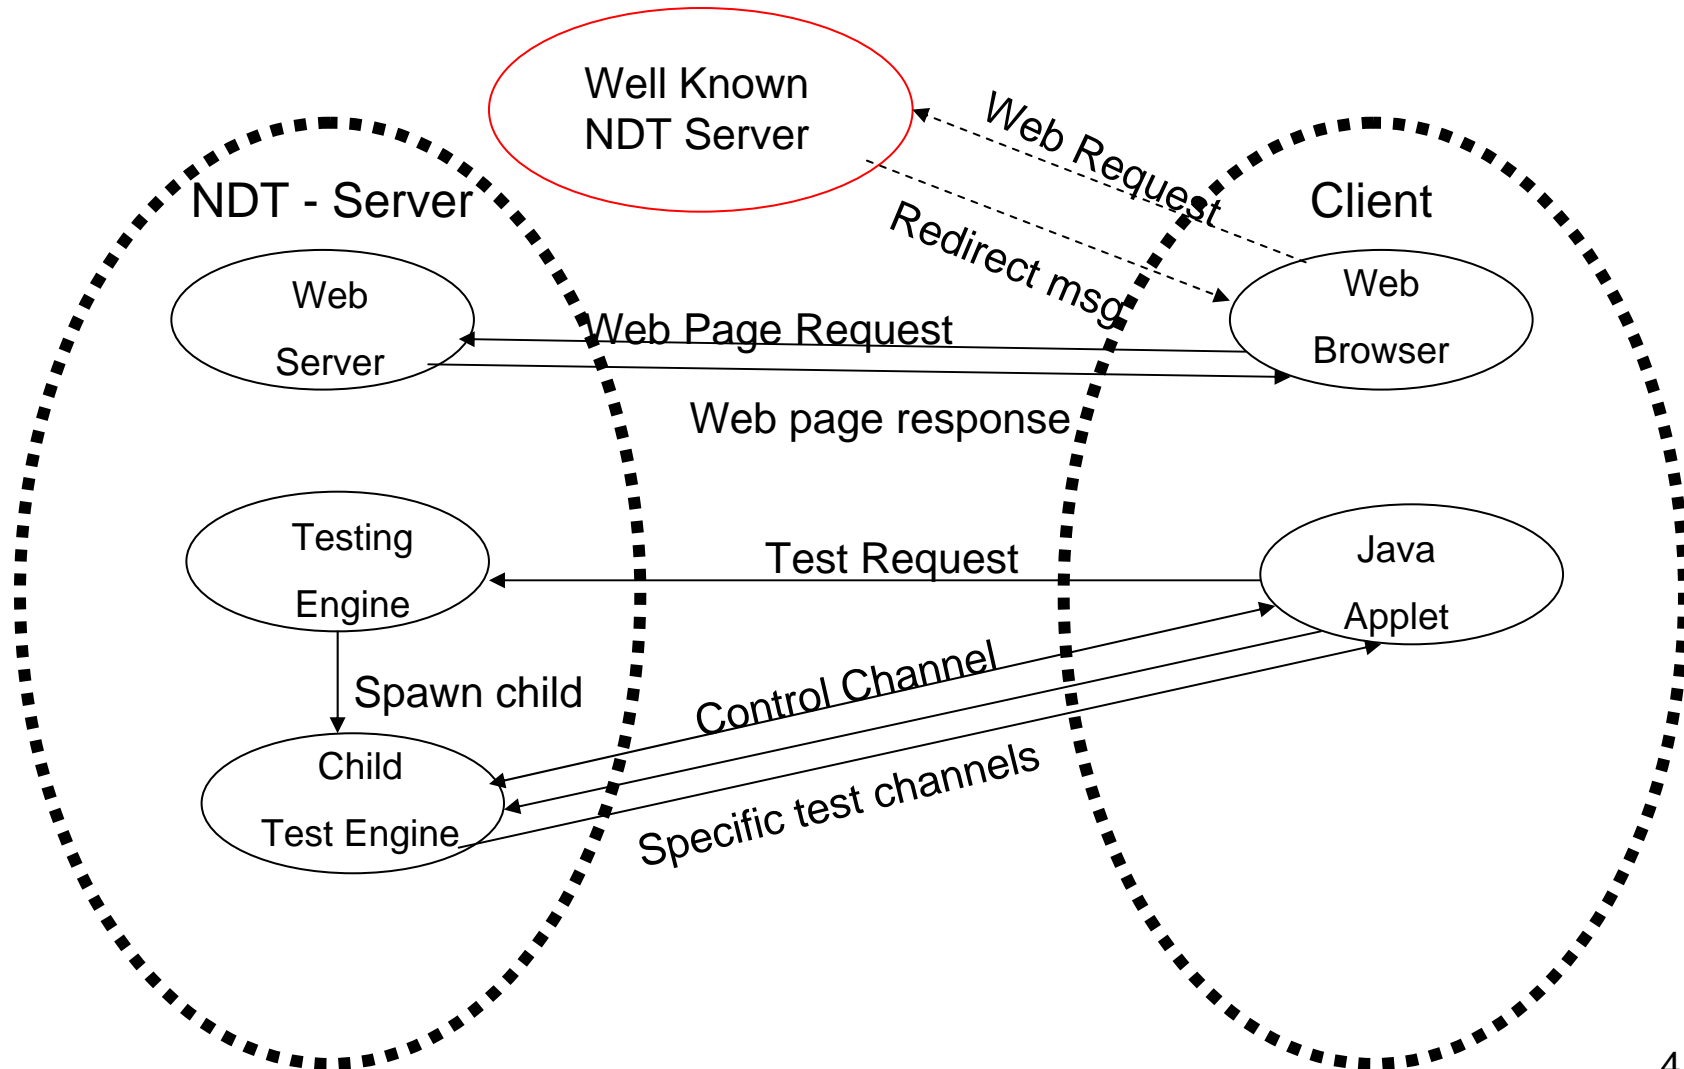 Well Known
NDT Server
Web Request
NDT - Server
Client
Redirect msg
Web
Server
Web
Browser
Web Page Request
Web page response
Testing
Engine
Test Request
Java
Applet
Spawn child
Control Channel
Child
Test Engine
Specific test channels
4